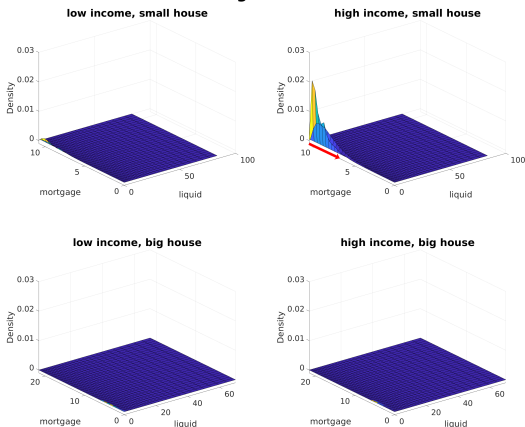 low income, small house
0.03
0.02
0.01
0
Density
10
5
0
mortgage
0
50
100
liquid
high income, small house
0.03
0.02
0.01
0
Density
10
5
0
mortgage
0
50
100
liquid
low income, big house
0.03
0.02
0.01
0
Density
20
10
0
mortgage
0
20
40
60
liquid
high income, big house
0.03
0.02
0.01
0
Density
20
10
0
mortgage
0
20
40
60
liquid